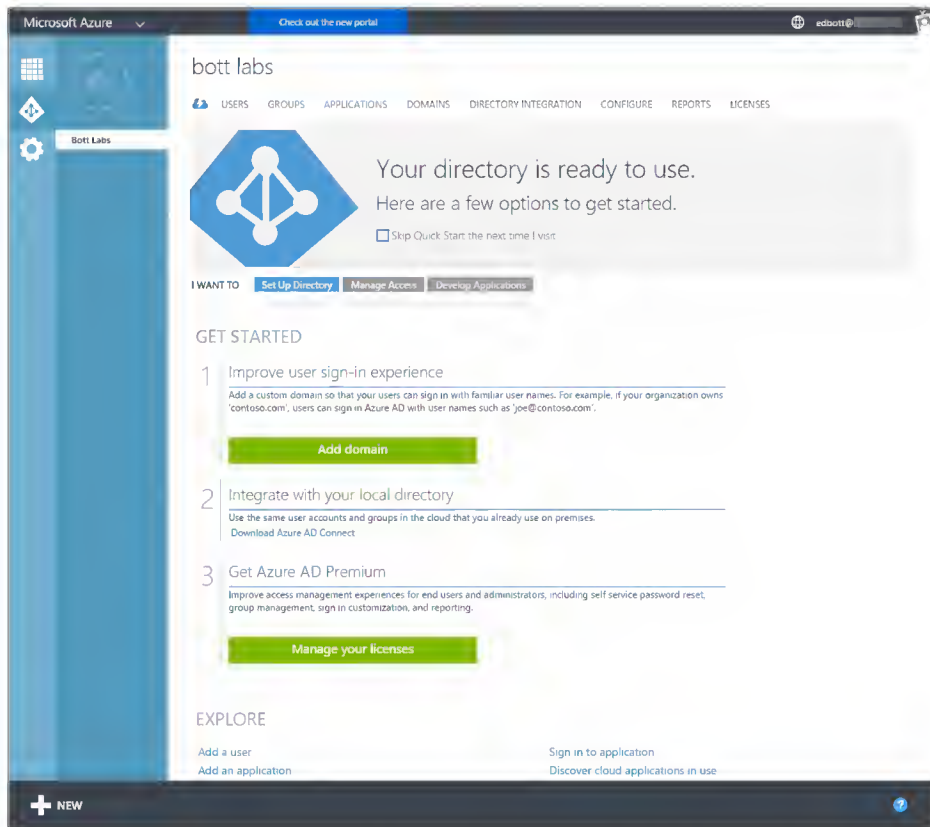 Microsoft Azure
Check out the new portal
edbott@
bott labs
USERS GROUPS APPLICATIONS DOMAINS DIRECTORY INTEGRATION CONFIGURE REPORTS LICENSES
Bott Labs
Your directory is ready to use.
Here are a few options to get started.
Skip Quick Start the next time I visit
I WANT TO Set Up Directory Manage Access Develop Applications
GET STARTED
1 Improve user sign-in experience
Add a custom domain so that your users can sign in with familiar user names. For example, if your organization owns
'contoso.com', users can sign in Azure AD with user names such as 'joe@contoso.com'.
Add domain
2 Integrate with your local directory
Use the same user accounts and groups in the cloud that you already use on premises.
Download Azure AD Connect
3 Get Azure AD Premium
Improve access management experiences for end users and administrators, including self service password reset,
group management, sign in customization, and reporting.
Manage your licenses
EXPLORE
Add a user
Sign in to application
Add an application
Discover cloud applications in use
NEW
?